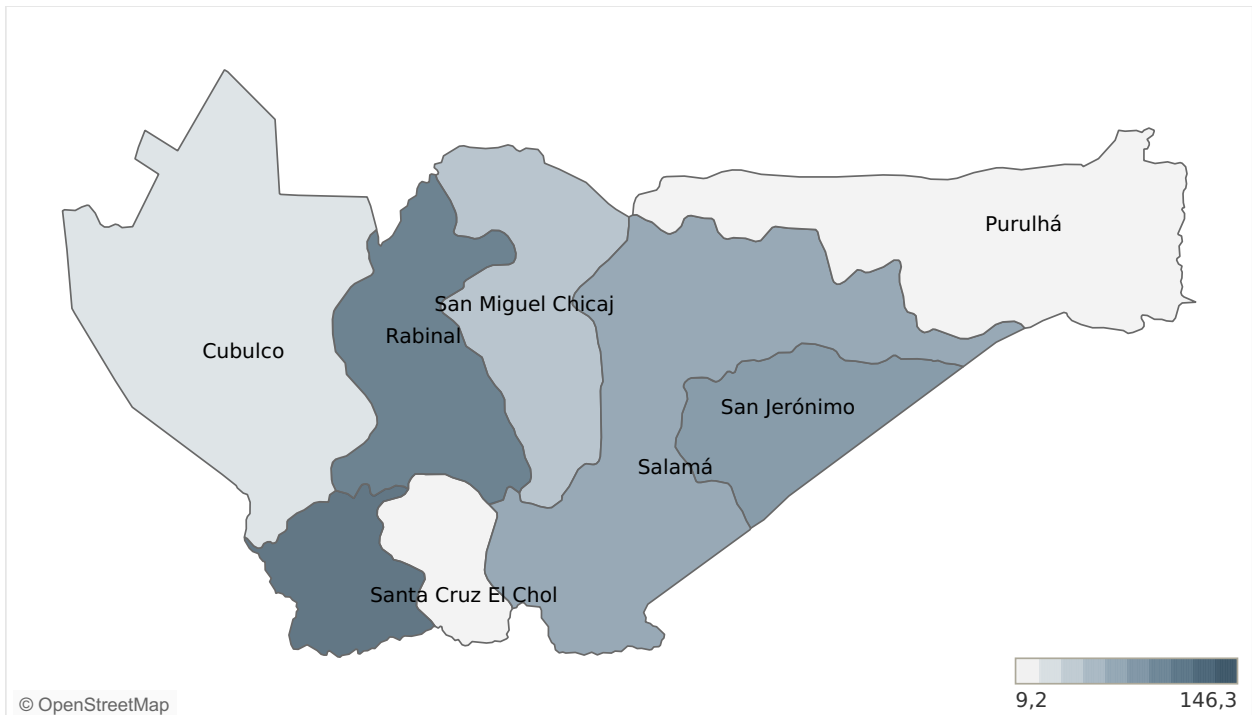 Purulhá
San Miguel Chicaj
Rabinal
Cubulco
San Jerónimo
Salamá
Santa Cruz El Chol
9,2 146,3
© OpenStreetMap